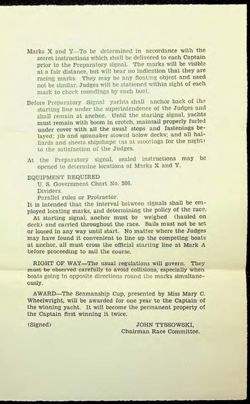 Marks X and Y—To be determined in accordance with the
secret instructions which shall be delivered to each Captain
prior to the Preparatory signal. The marks will be visible
at a fair distance, but will bear no indication that they are
racing marks. They may be any floating object and need
not be similar. Judges will be stationed within sight of each
mark to check roundings by each boat.
Before Preparatory Signal yachts shall anchor back of the
starting line under the superintendence of the Judges and
shall remain at anchor. Until the starting signal, yachts
must remain with boom in crotch, mainsail properly furled
under cover with all the usual stops and fastenings be-
layed; jib and spinnaker stowed below decks; and all hal-
liards and sheets shipshape (as at moorings for the night)
to the satisfaction of the Judges.
At the Preparatory signal, sealed instructions may be
opened to determine locations of Marks X and Y.
EQUIPMENT REQUIRED
U. S. Government Chart No.
Dividers.
Parallel rules or Protractor.
It is intended that the interval between signals shall be em-
ployed locating marks, and determining the policy of the race.
At starting signal, anchor must be weighed (hauled on
deck) and carried throughout the race. Sails must not be set
or loosed in any way until start. No matter where the Judges
may have found it convenient to line up the competing boats
at anchor, all must cross the official starting line at Mark A
before proceeding to sail the course.
RIGHT OF WAY—The usual regulations will govern. They
must be observed carefully to avoid collisions, especially when
boats going in opposite directions round the marks simultane-
ously.
AWARD—The Seamanship Cup, presented by Miss Mary C.
Wheelwright, will be awarded for one year to the Captain of
the winning yacht. It will become the permanent property of
the Captain first winning it twice.
(Signed) JOHN TYSSOWSKI,
Chairman Race Committee.